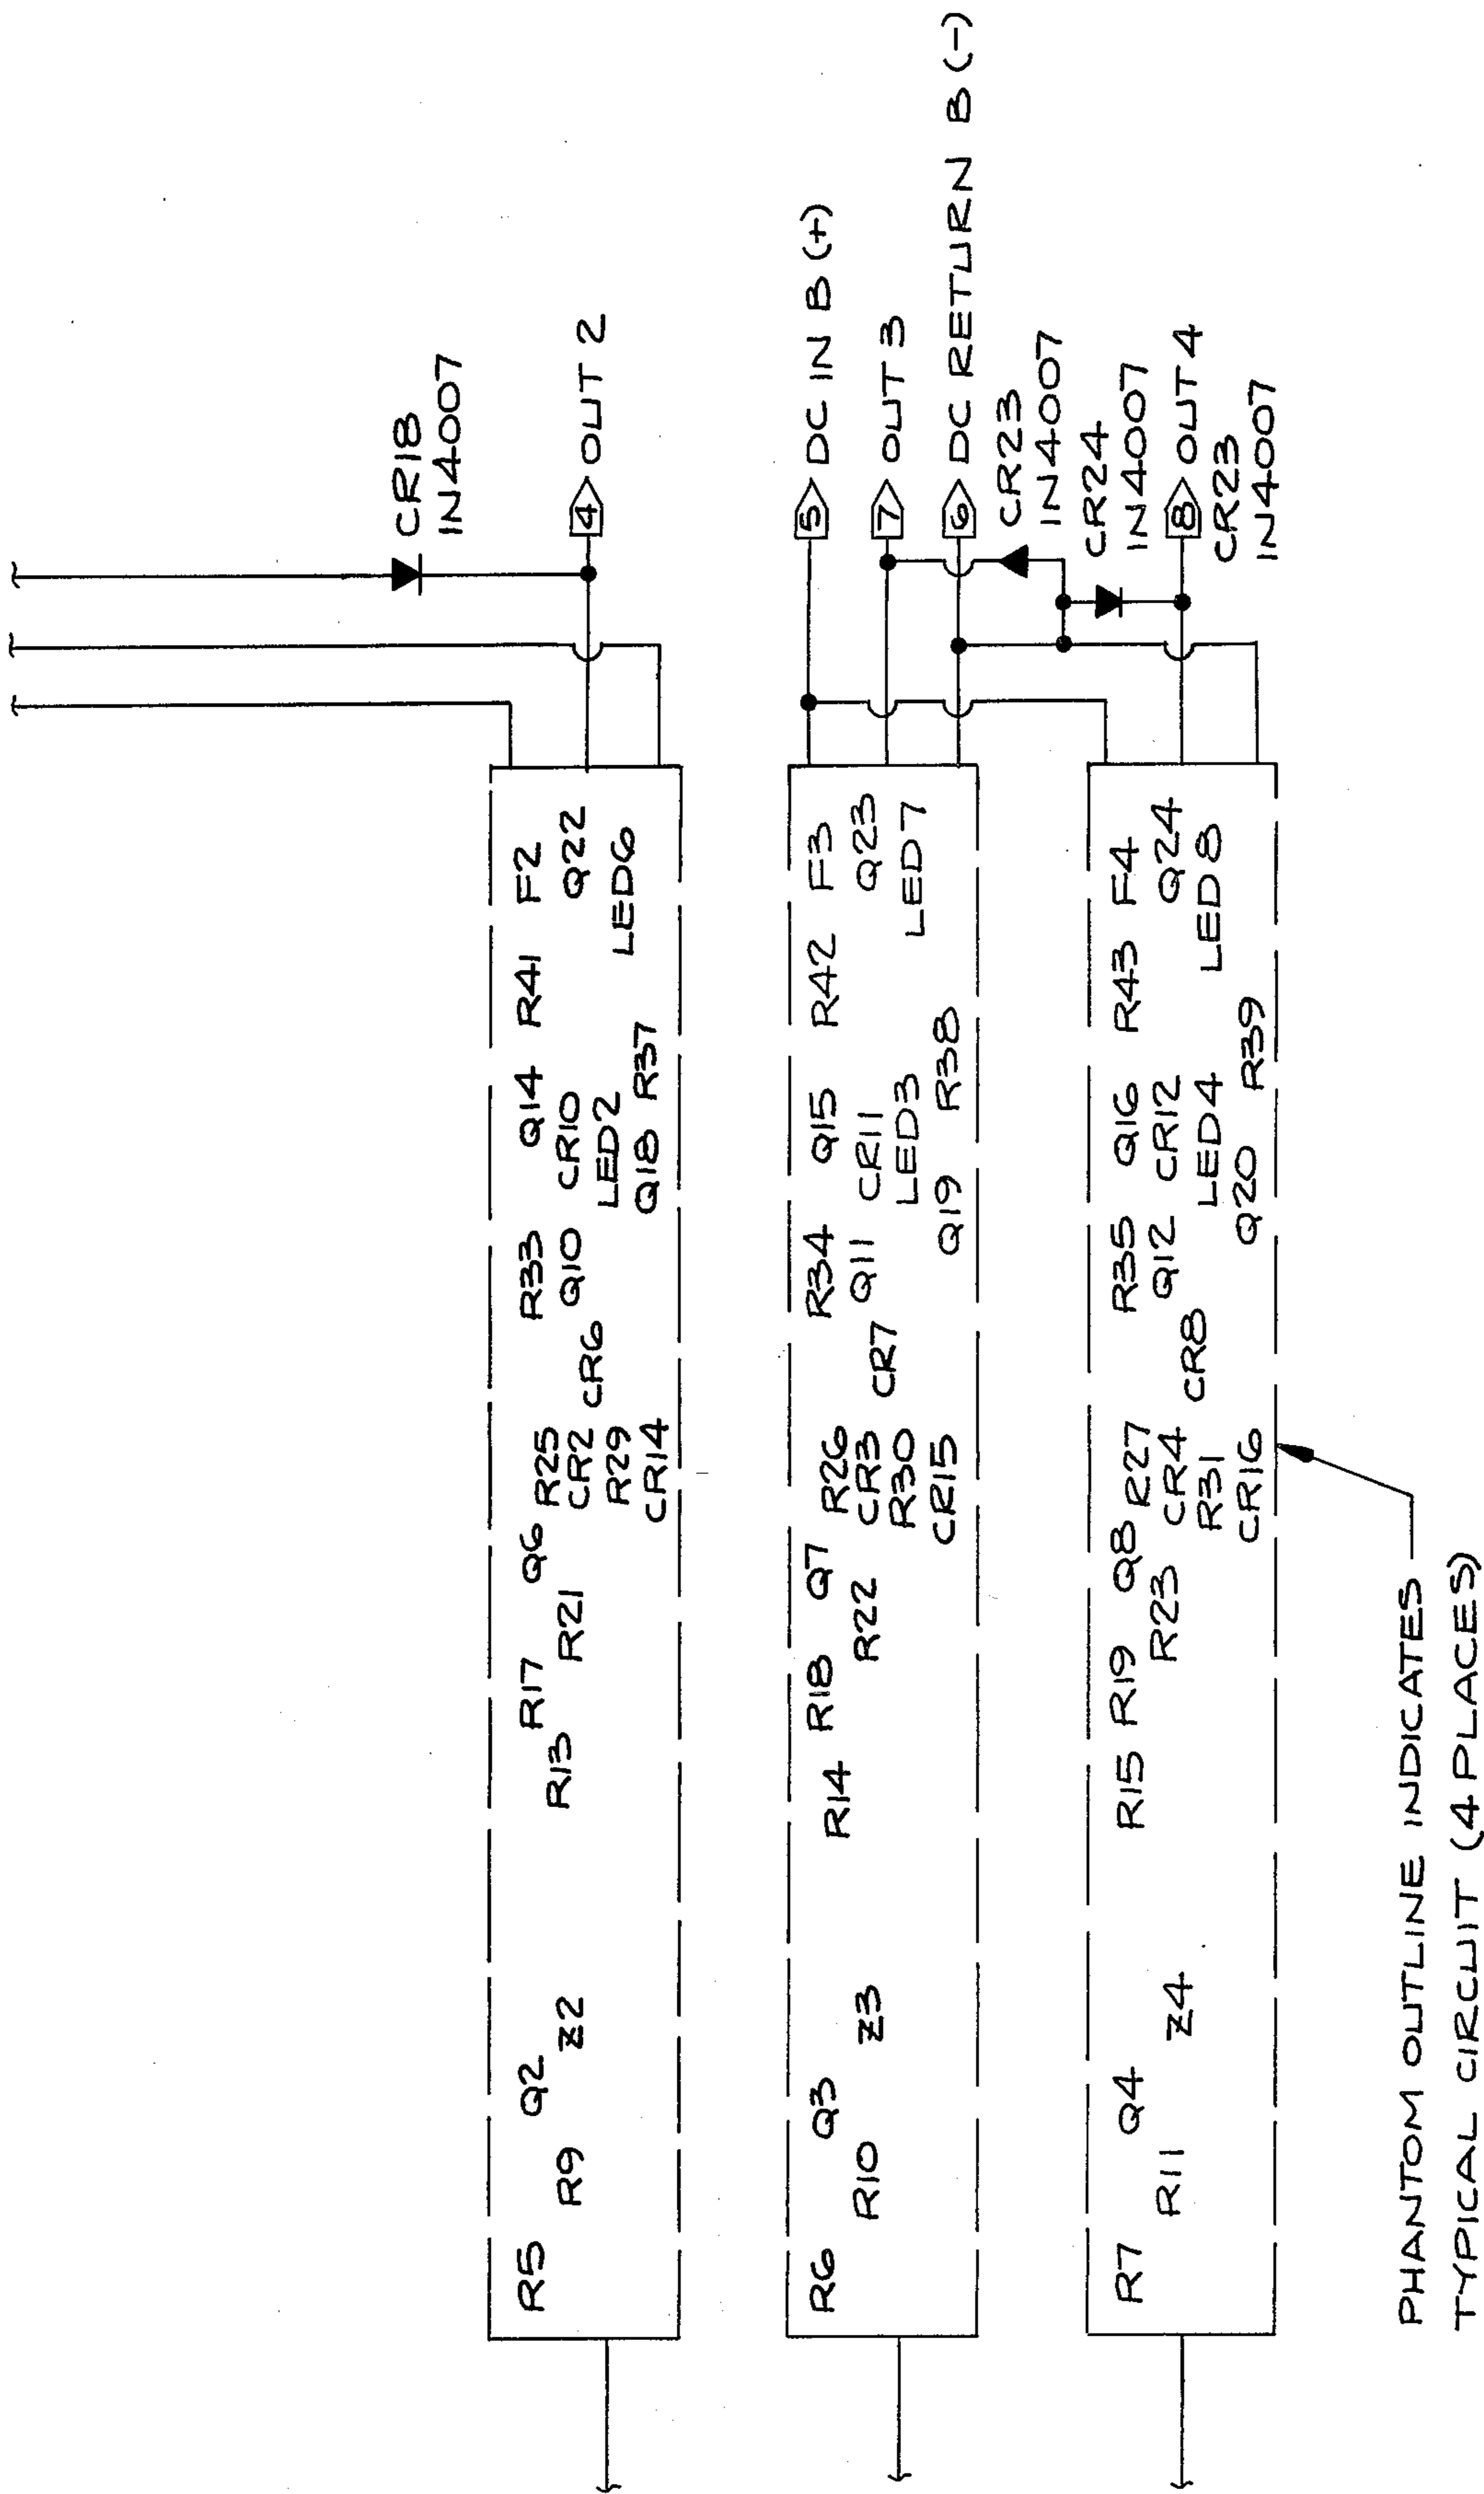 CR18
IN4007
4 OUT 2
R5 R17 Q6 R25 R33 Q14 R41 F2
R9 Q2 Z2 R13 R21 CR2 Q10 CR10 Q22
R29 CR6 LED2 LED6
CR14 Q18 R37
5 DC IN B (+)
7 OUT 3
6 DC RETURN B (-)
R6 Q3 R14 R18 Q7 R26 R34 Q15 R42 F3
R10 Z3 R22 CR3 Q11 CR11 Q23
R30 CR7 LED3 LED7
CR15 Q19 R38
CR23
IN4007
CR24
IN4007
8 OUT 4
CR23
IN4007
R7 Q4 R15 R19 Q8 R27 R35 Q16 R43 F4
R11 Z4 R23 CR4 Q12 CR12 Q24
R31 CR8 LED4 LED8
CR16 Q20 R39
PHANTOM OUTLINE INDICATES
TYPICAL CIRCUIT (4 PLACES)